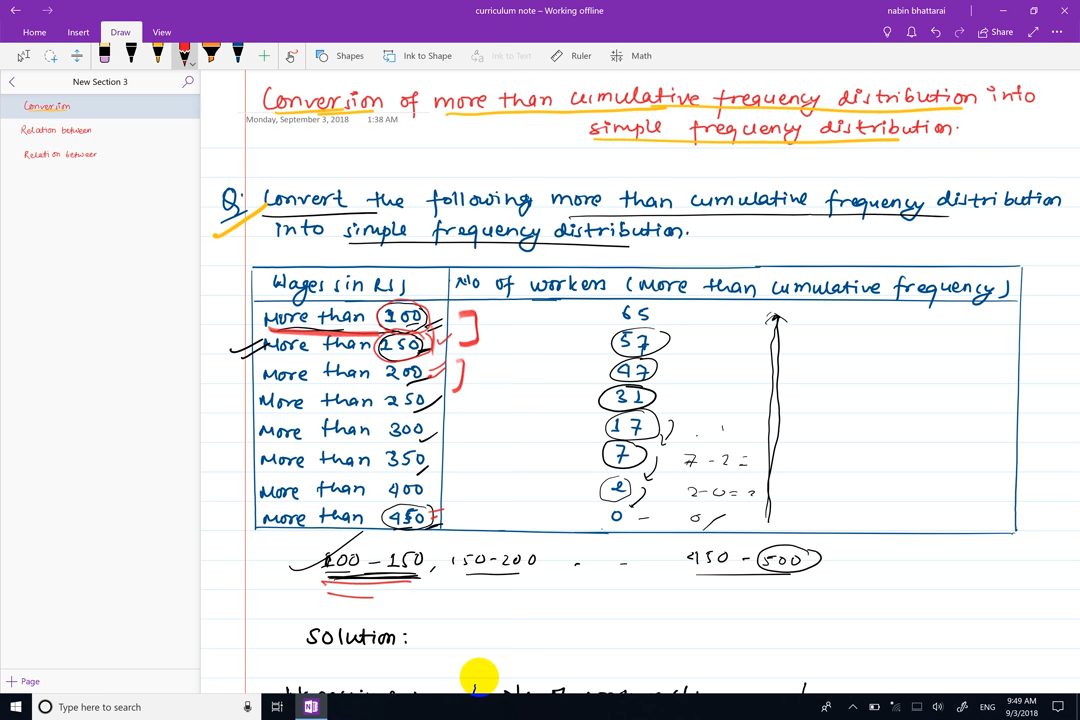 curriculum note – Working offline
nabin bhattarai
Home Insert Draw View
Share
Shapes Ink to Shape Ink to Text Ruler Math
New Section 3
Conversion
Relation between
Relation between
Conversion of more than cumulative frequency distribution into
Monday, September 3, 2018 1:38 AM
simple frequency distribution.
Q: Convert the following more than cumulative frequency distribution
into simple frequency distribution.
Wages (in RS) No of workers (More than cumulative frequency)
More than 100 65
More than 150 57
More than 200 47
More than 250 31
More than 300 17
More than 350 7 7 - 2 =
More than 400 2 2-0=2
More than 450 0 - 0
100 - 150, 150-200 . - 450 - 500
Solution:
Page
Type here to search
ENG
9:49 AM
9/3/2018